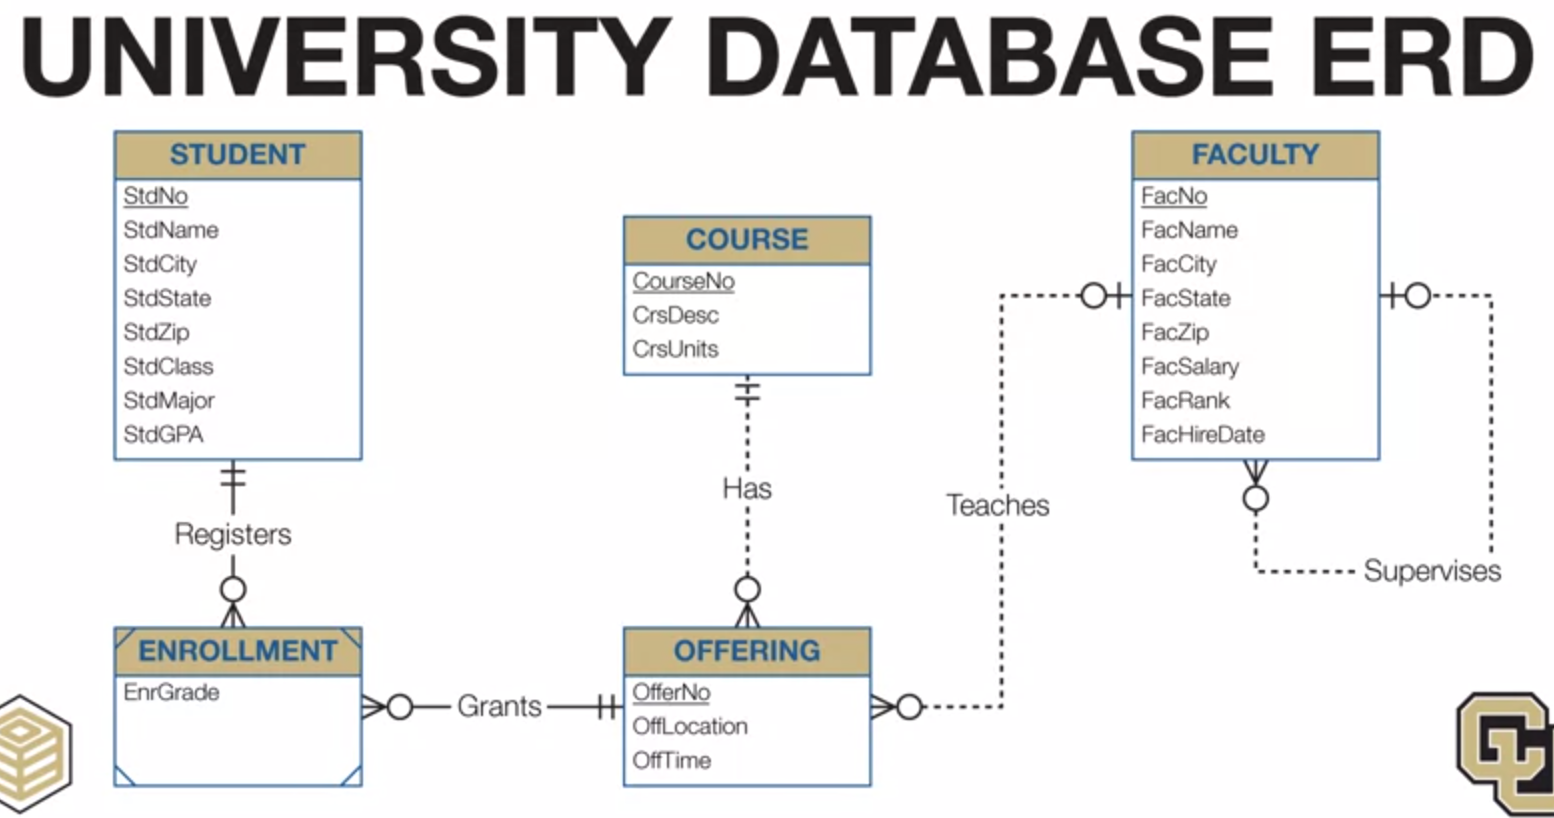 UNIVERSITY DATABASE ERD
STUDENT
StdNo
StdName
StdCity
StdState
StdZip
StdClass
StdMajor
StdGPA
COURSE
CourseNo
CrsDesc
CrsUnits
FACULTY
FacNo
FacName
FacCity
FacState
FacZip
FacSalary
FacRank
FacHireDate
Registers
Has
Teaches
Supervises
ENROLLMENT
EnrGrade
Grants
OFFERING
OfferNo
OffLocation
OffTime
CU